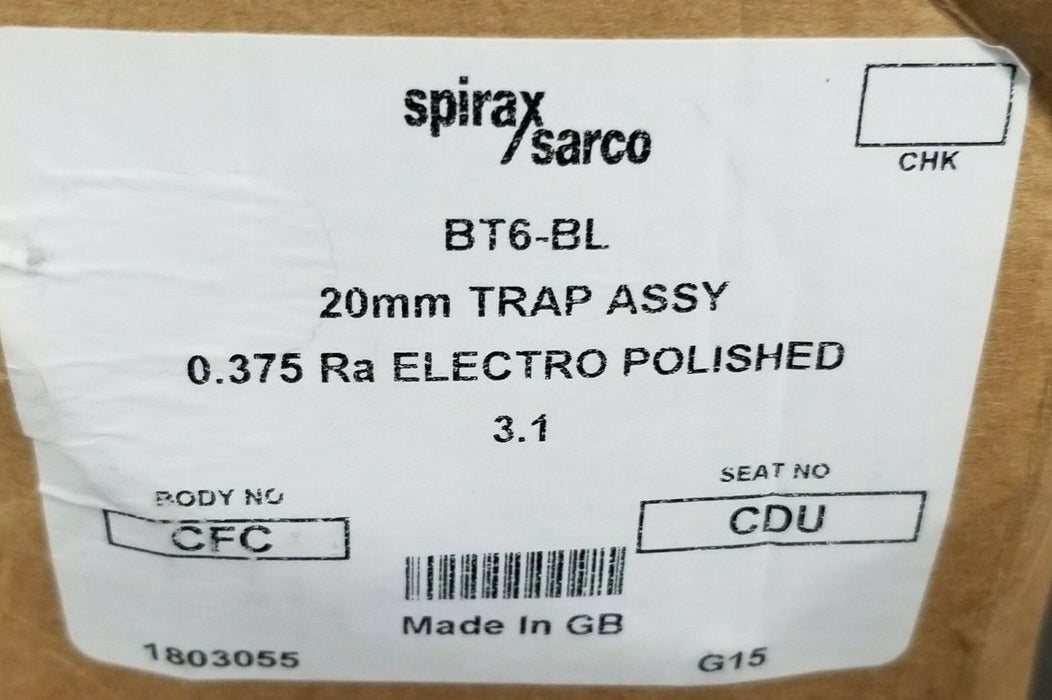 spirax
sarco
CHK
BT6-BL
20mm TRAP ASSY
0.375 Ra ELECTRO POLISHED
3.1
BODY NO
CFC
SEAT NO
CDU
Made In GB
1803055
G15